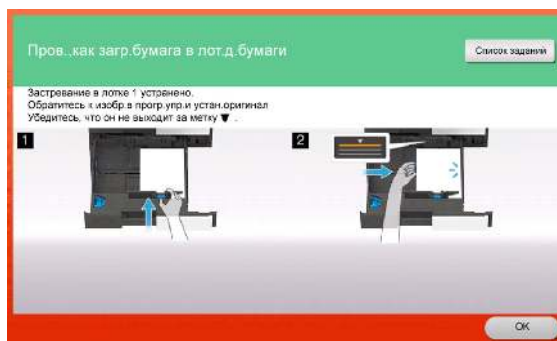 Пров.,как загр.бумага в лот.д.бумаги
Список заданий
Застревание в лотке 1 устранено.
Обратитесь к изобр в прогр.упр.и устан.оригинал
Убедитесь, что он не выходит за метку ▼ .
1
2
OK